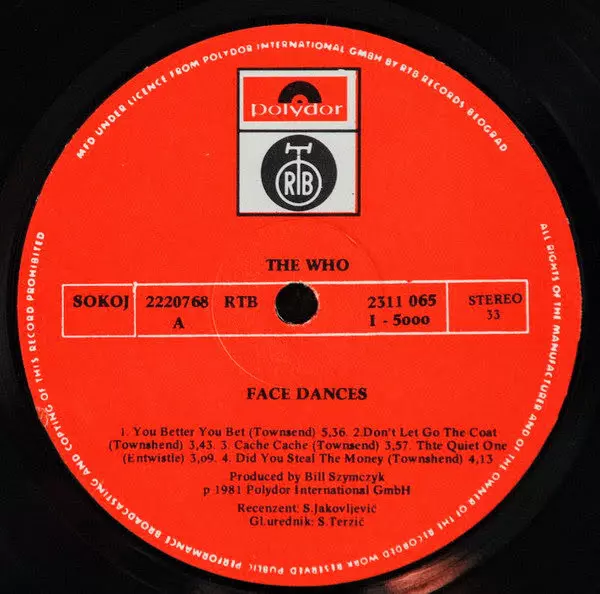 MFD UNDER LICENCE FROM POLYDOR INTERNATIONAL GMBH BY RTB RECORDS BEOGRAD
polydor
RTB
THE WHO
SOKOJ 2220768 RTB 2311 065 STEREO
A I - 5000 33
FACE DANCES
1. You Better You Bet (Townsend) 5,36. 2.Don't Let Go The Coat
(Townshend) 3,43. 3. Cache Cache (Townsend) 3,57. Thte Quiet One
(Entwistle) 3,09. 4. Did You Steal The Money (Townshend) 4,13
Produced by Bill Szymczyk
p 1981 Polydor International GmbH
Recenzent: S.Jakovljević
Gl.urednik: S.Terzić
ALL RIGHTS OF THE MANUFACTURER AND OF THE OWNER OF THE RECORDED WORK RESERVED PUBLIC PERFORMANCE BROADCASTING AND COPYING OF THIS RECORD PROHIBITED